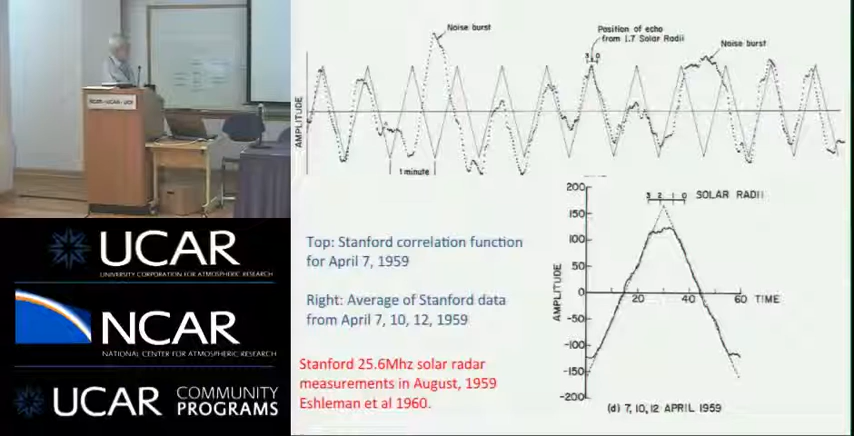 Noise burst
Position of echo
from 1.7 Solar Radii
3 0
Noise burst
AMPLITUDE
1 minute
NCAR-UCAR-UCP
UCAR
UNIVERSITY CORPORATION FOR ATMOSPHERIC RESEARCH
NCAR
NATIONAL CENTER FOR ATMOSPHERIC RESEARCH
UCAR COMMUNITY
PROGRAMS
Top: Stanford correlation function
for April 7, 1959
Right: Average of Stanford data
from April 7, 10, 12, 1959
Stanford 25.6Mhz solar radar
measurements in August, 1959
Eshleman et al 1960.
3 2 1 0 SOLAR RADII
200
150
100
50
0
-50
-100
-150
-200
AMPLITUDE
20 40 60 TIME
(d) 7, 10, 12 APRIL 1959